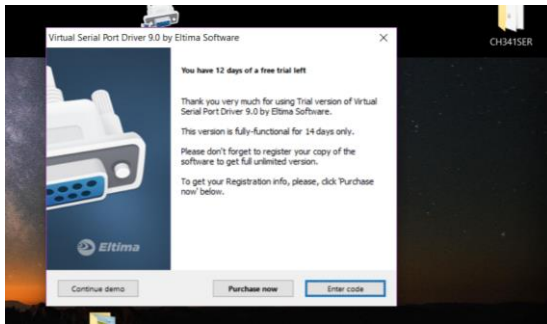 Virtual Serial Port Driver 9.0 by Eltima Software
CH341SER
You have 12 days of a free trial left
Thank you very much for using Trial version of Virtual
Serial Port Driver 9.0 by Eltima Software.
This version is fully-functional for 14 days only.
Please don't forget to register your copy of the
software to get full unlimited version.
To get your Registration info, please, click 'Purchase
now' below.
Eltima
Continue demo
Purchase now
Enter code